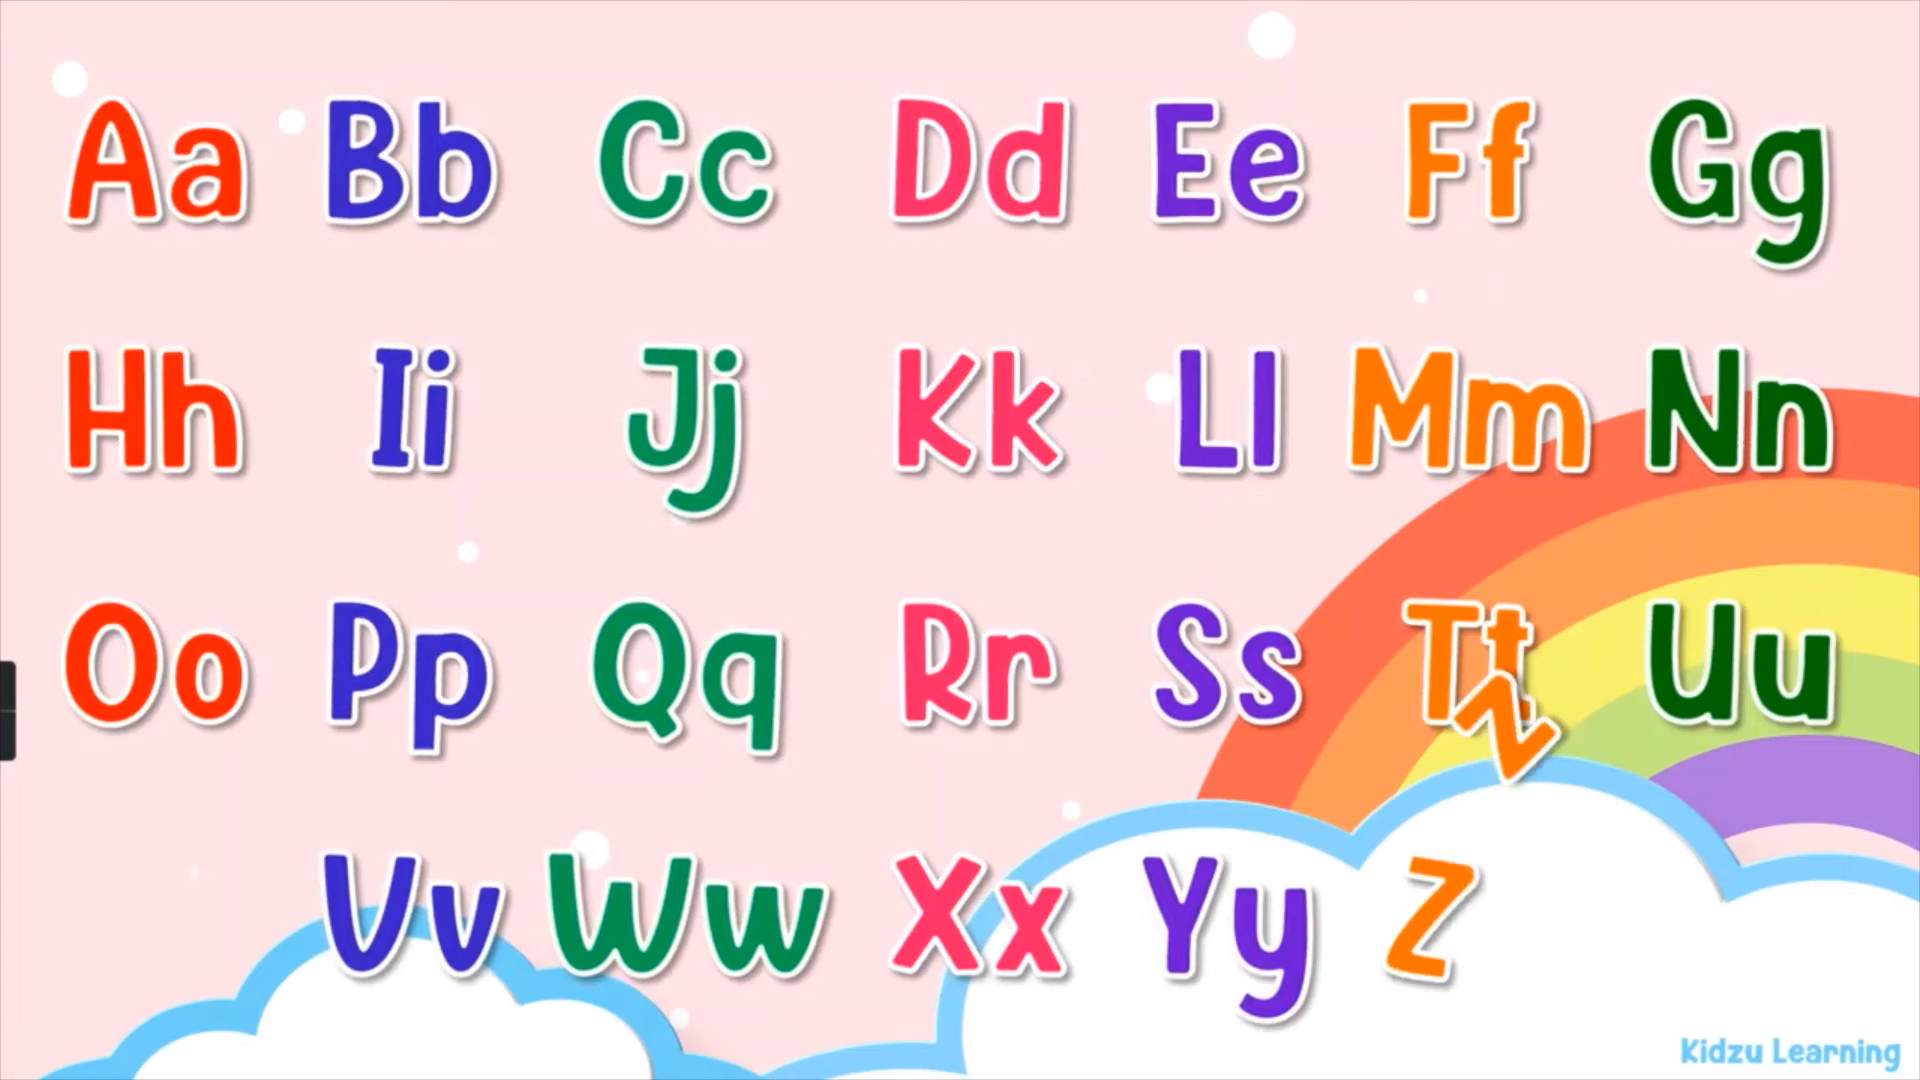 Aa Bb Cc Dd Ee Ff Gg
Hh Ii Jj Kk Ll Mm Nn
Oo Pp Qq Rr Ss Tt Uu
z
Vv Ww Xx Yy Z
Kidzu Learning